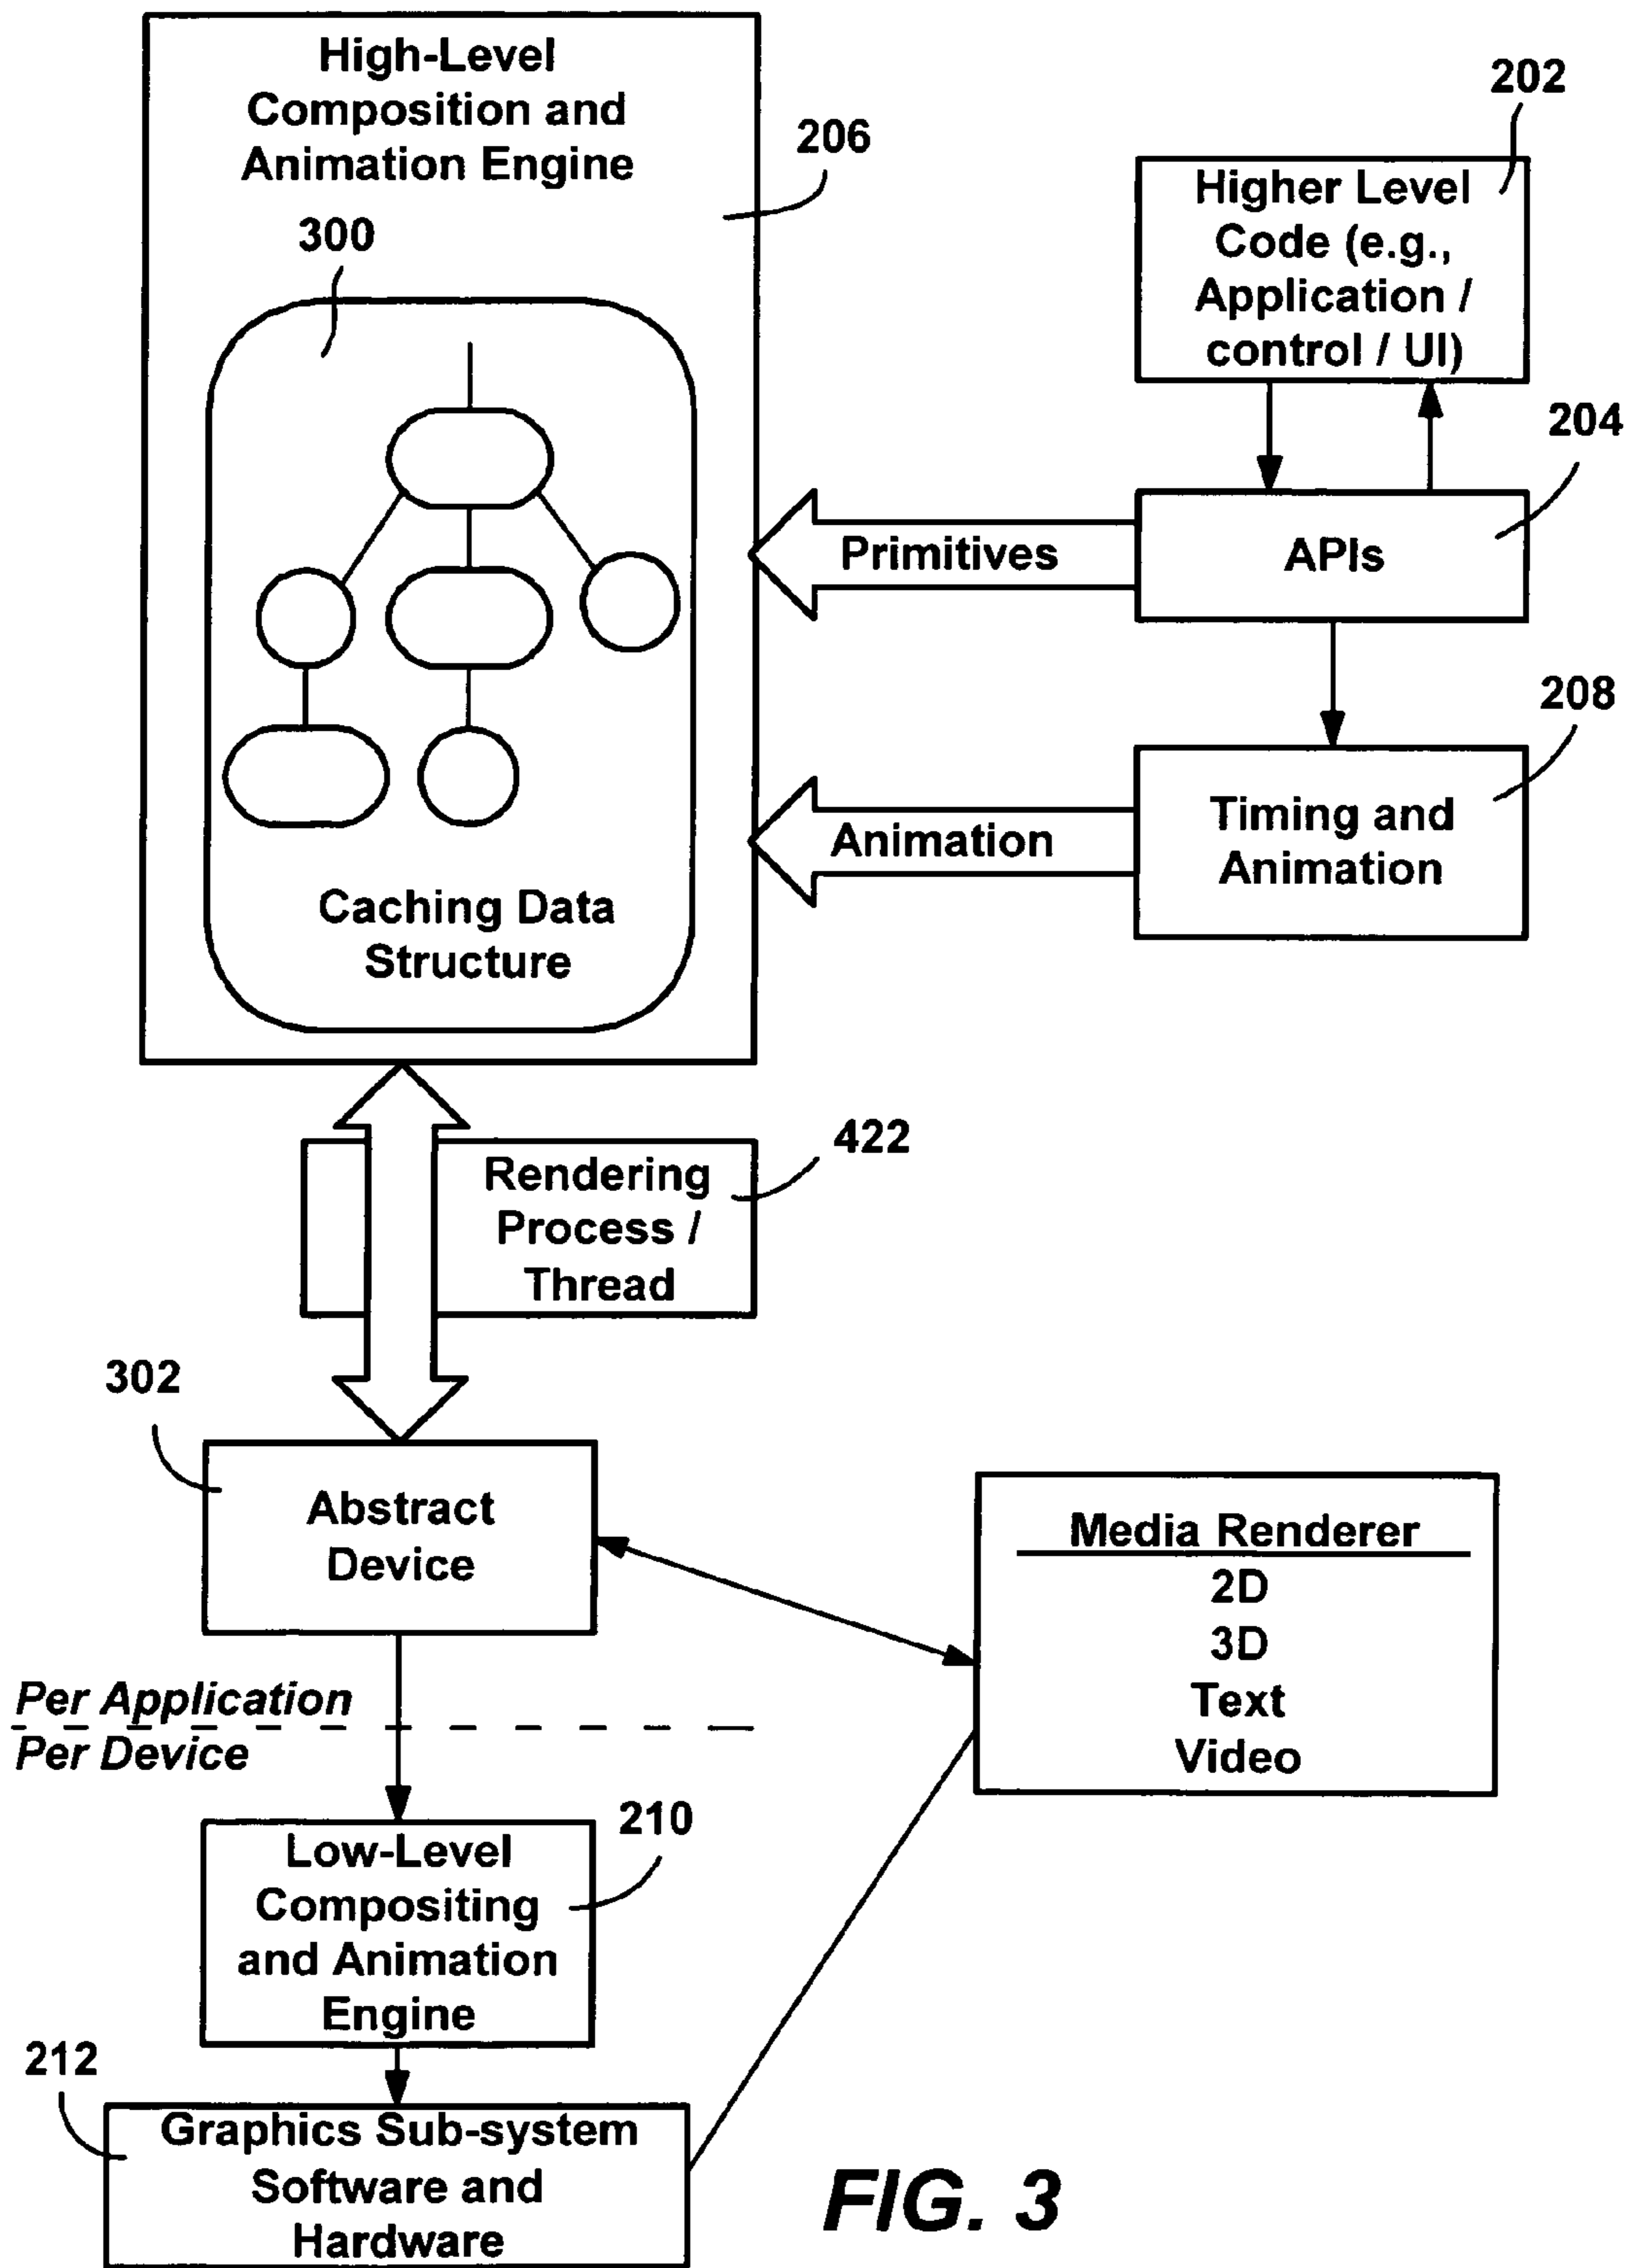 High-Level
Composition and
Animation Engine
206
300
Caching Data
Structure
202
Higher Level
Code (e.g.,
Application /
control / UI)
204
Primitives
APIs
208
Animation
Timing and
Animation
422
Rendering
Process /
Thread
302
Abstract
Device
Media Renderer
2D
3D
Text
Video
Per Application
Per Device
210
Low-Level
Compositing
and Animation
Engine
212
Graphics Sub-system
Software and
Hardware
FIG. 3